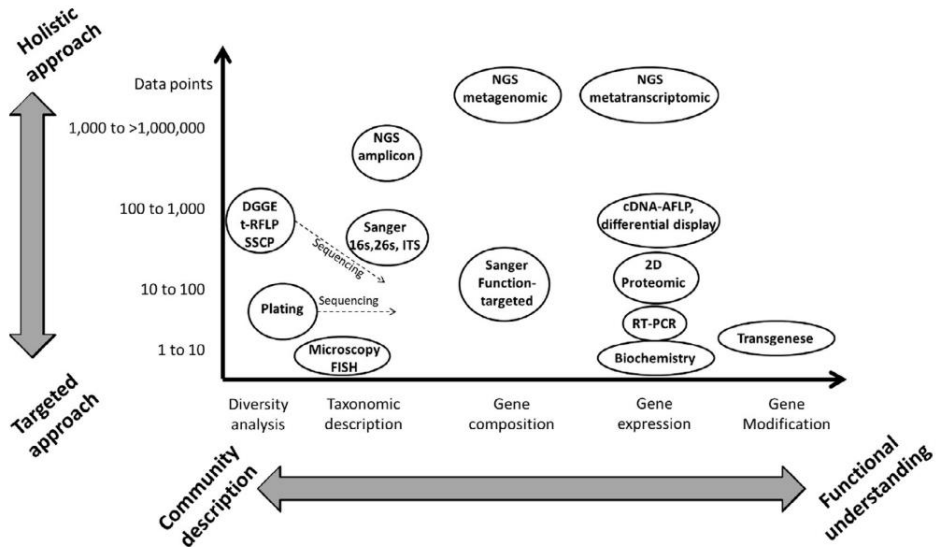 Holistic
approach
Data points
1,000 to >1,000,000
100 to 1,000
10 to 100
1 to 10
Targeted
approach
NGS
metagenomic
NGS
metatranscriptomic
NGS
amplicon
DGGE
t-RFLP
SSCP
Sequencing
Sanger
16s,26s, ITS
cDNA-AFLP,
differential display
Sanger
Function-
targeted
2D
Proteomic
Plating
Sequencing
RT-PCR
Microscopy
FISH
Biochemistry
Transgenese
Diversity
analysis
Taxonomic
description
Gene
composition
Gene
expression
Gene
Modification
Community
description
Functional
understanding